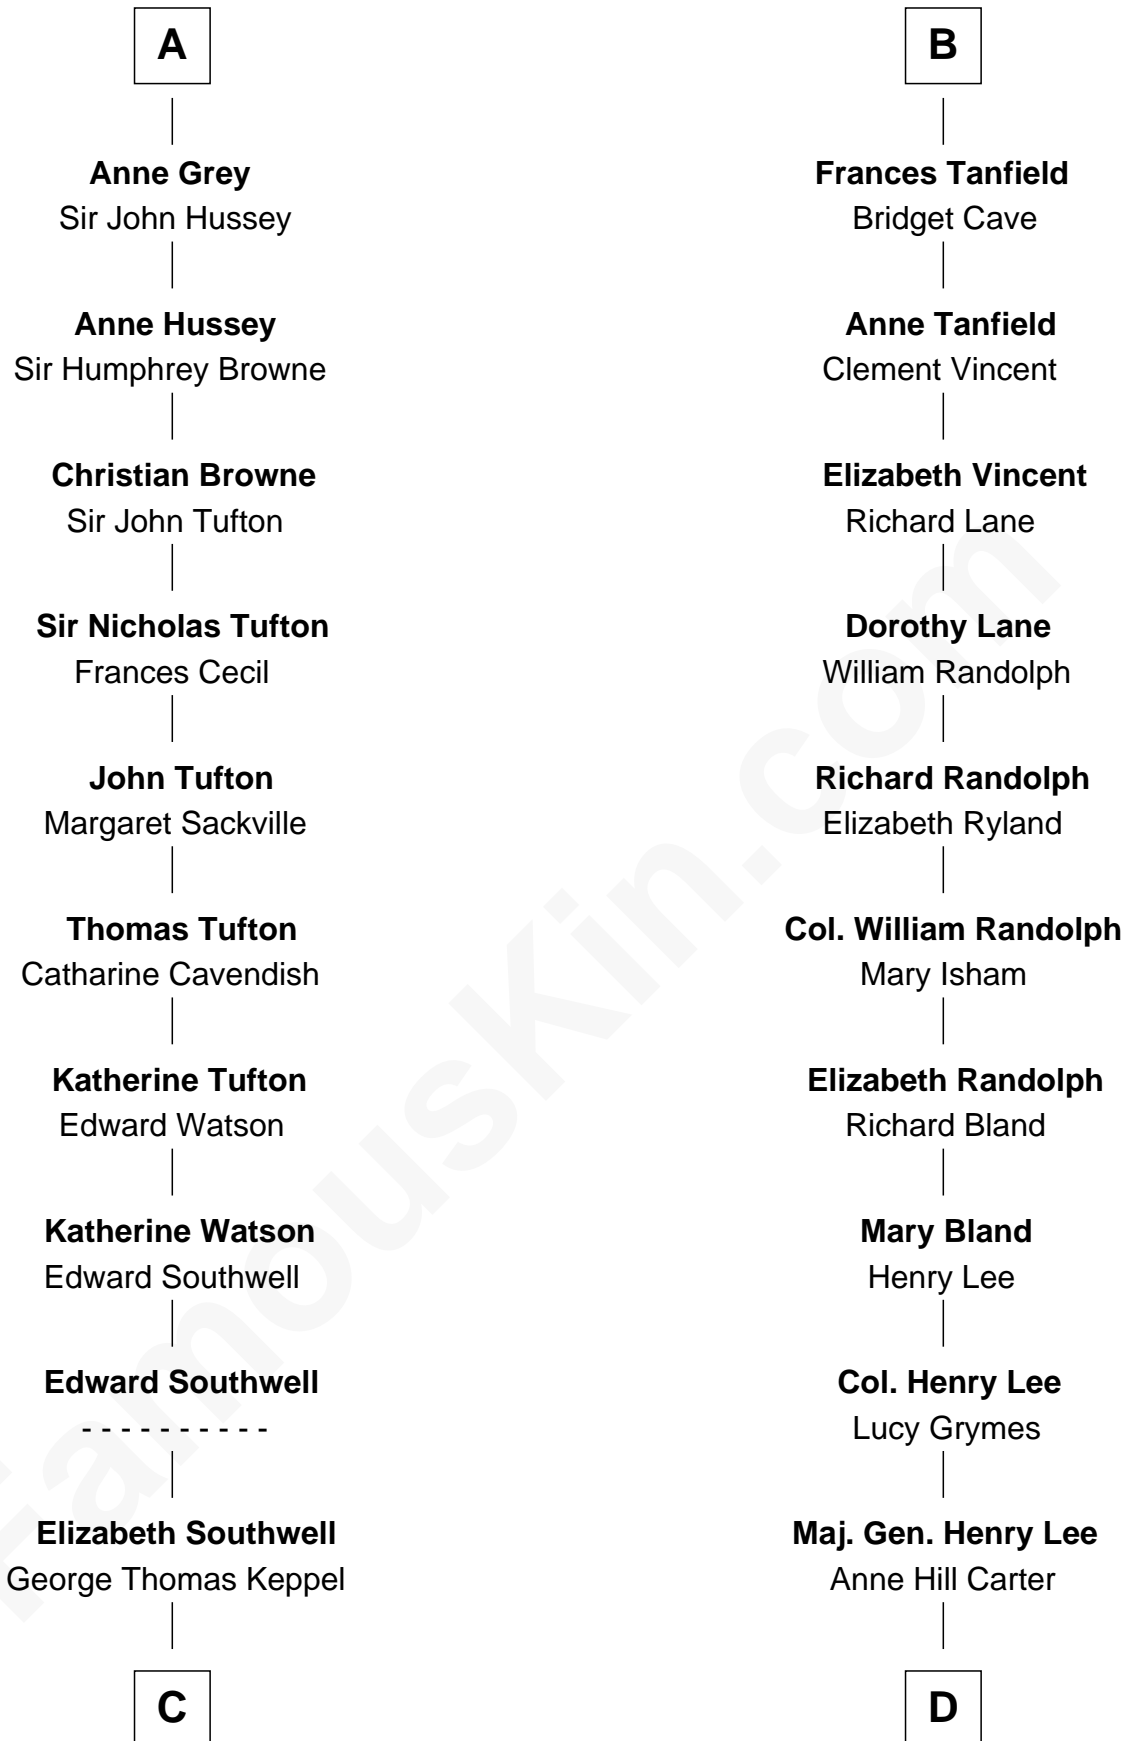 A
Anne Grey
Sir John Hussey
Anne Hussey
Sir Humphrey Browne
Christian Browne
Sir John Tufton
Sir Nicholas Tufton
Frances Cecil
John Tufton
Margaret Sackville
Thomas Tufton
Catharine Cavendish
Katherine Tufton
Edward Watson
Katherine Watson
Edward Southwell
Edward Southwell
- - - - - - - - - -
Elizabeth Southwell
George Thomas Keppel
C
B
Frances Tanfield
Bridget Cave
Anne Tanfield
Clement Vincent
Elizabeth Vincent
Richard Lane
Dorothy Lane
William Randolph
Richard Randolph
Elizabeth Ryland
Col. William Randolph
Mary Isham
Elizabeth Randolph
Richard Bland
Mary Bland
Henry Lee
Col. Henry Lee
Lucy Grymes
Maj. Gen. Henry Lee
Anne Hill Carter
D
FamousKin.com